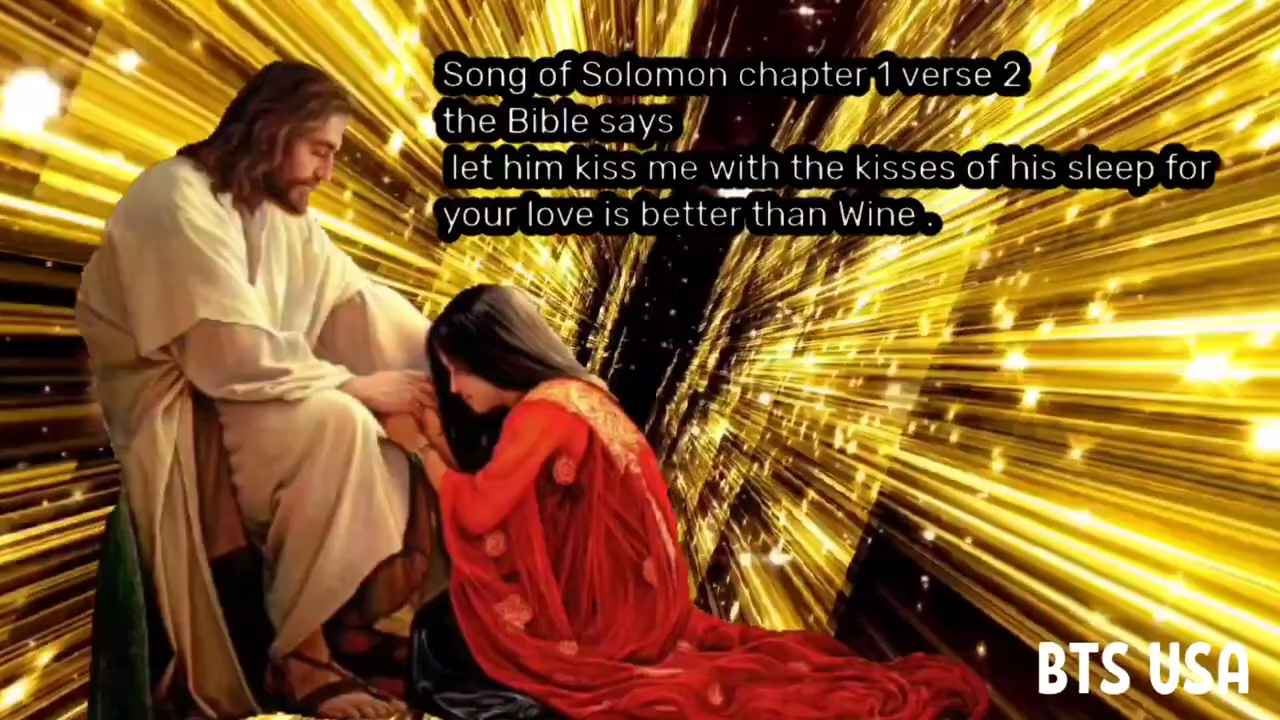 Song of Solomon chapter 1 verse 2
the Bible says
let him kiss me with the kisses of his sleep for
your love is better than Wine .
BTS USA